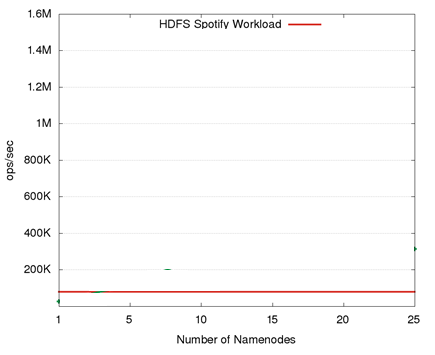 1.6M
HDFS Spotify Workload
1.4M
1.2M
1M
800K
600K
400K
200K
ops/sec
1 5 10 15 20 25
Number of Namenodes